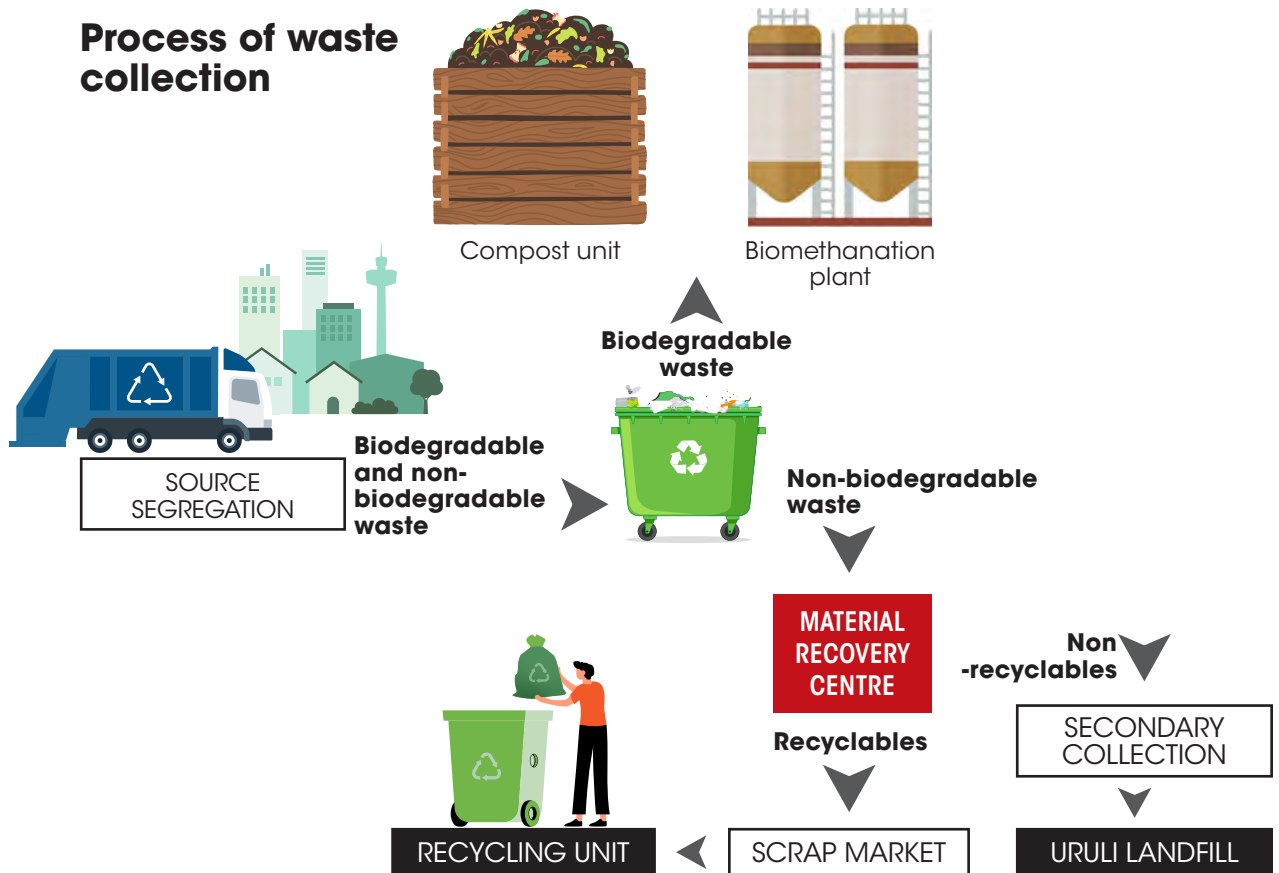 Process of waste
collection
Compost unit
Biomethanation
plant
Biodegradable
waste
SOURCE
SEGREGATION
Biodegradable
and non-
biodegradable
waste
Non-biodegradable
waste
MATERIAL
RECOVERY
CENTRE
Non
-recyclables
Recyclables
SECONDARY
COLLECTION
RECYCLING UNIT
SCRAP MARKET
URULI LANDFILL